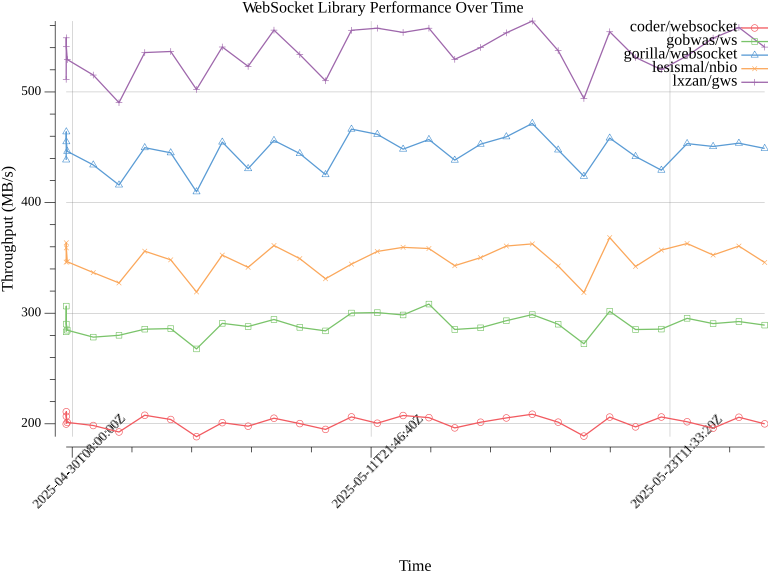 WebSocket Library Performance Over Time
coder/websocket
gobwas/ws
gorilla/websocket
lesismal/nbio
lxzan/gws
Throughput (MB/s)
500
400
300
200
2025-04-30T08:00:00Z
2025-05-11T21:46:40Z
2025-05-23T11:33:20Z
Time